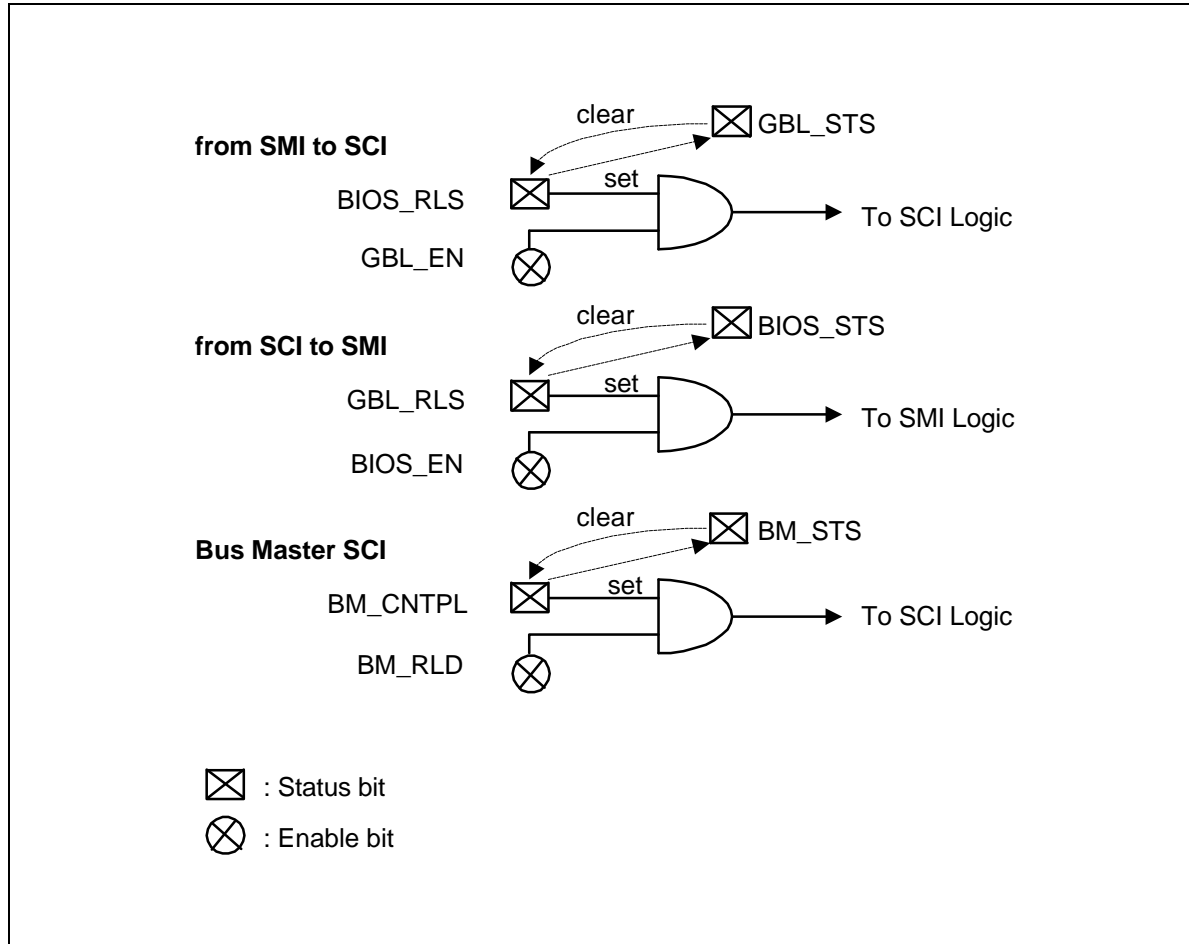 clear
GBL_STS
from SMI to SCI
set
BIOS_RLS
To SCI Logic
GBL_EN
clear
BIOS_STS
from SCI to SMI
set
GBL_RLS
To SMI Logic
BIOS_EN
clear
BM_STS
Bus Master SCI
set
BM_CNTPL
To SCI Logic
BM_RLD
: Status bit
: Enable bit